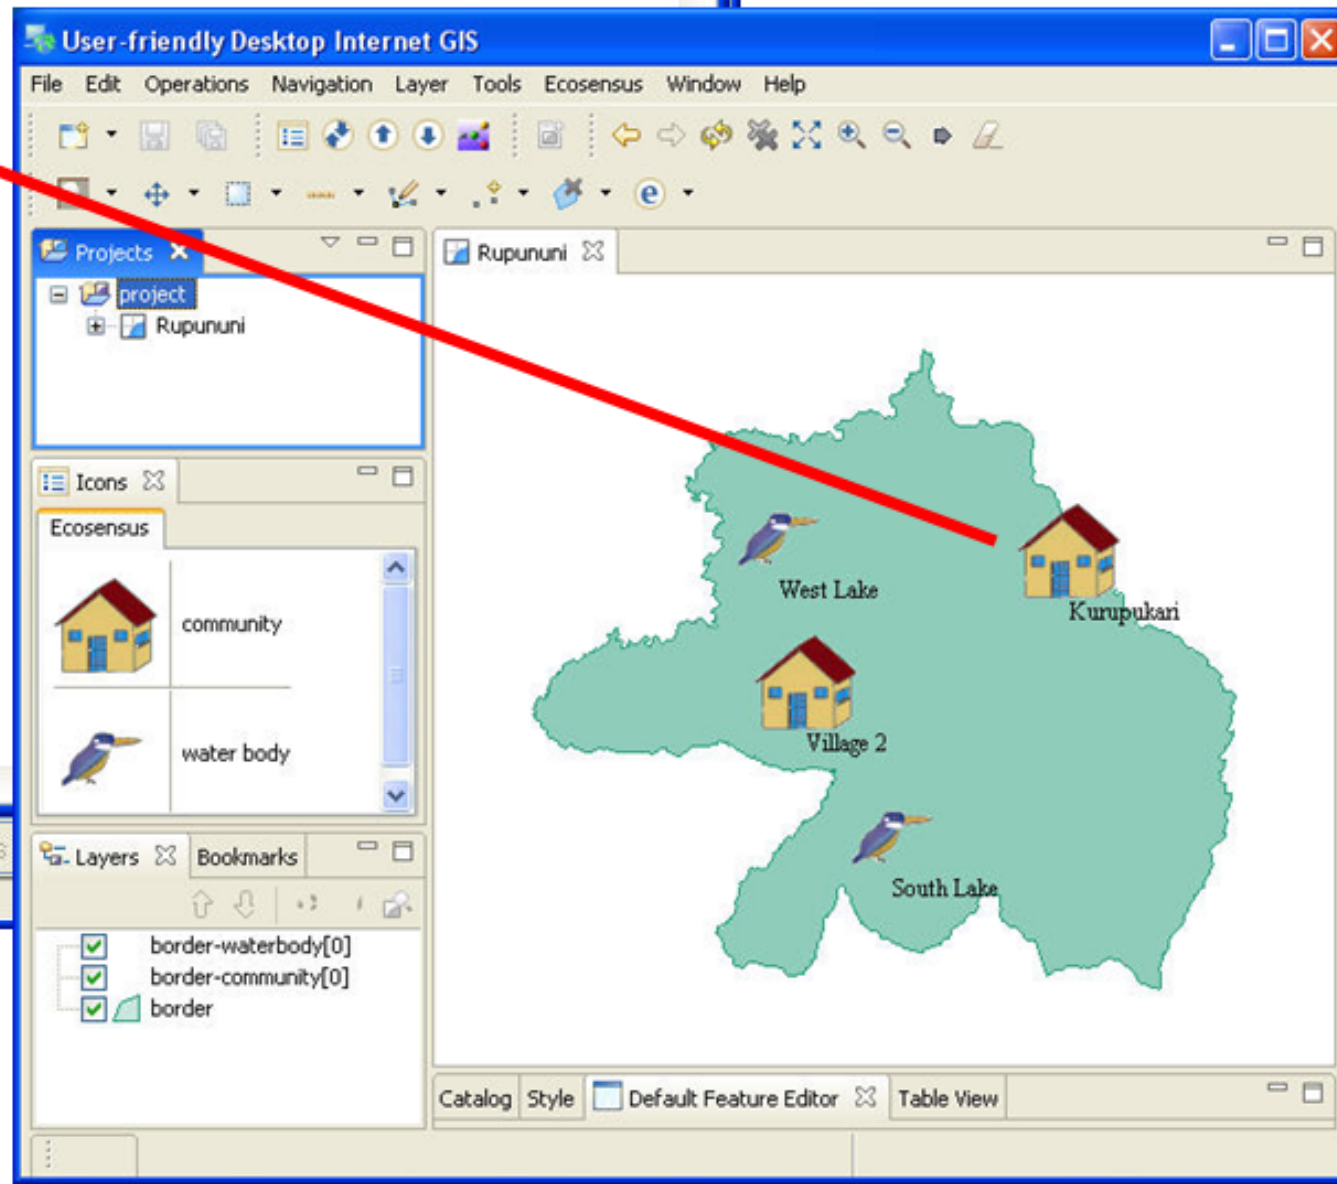 User-friendly Desktop Internet GIS
File Edit Operations Navigation Layer Tools Ecosensus Window Help
Projects
project
Rupununi
Rupununi
Icons
Ecosensus
community
water body
Layers Bookmarks
border-waterbody[0]
border-community[0]
border
West Lake
Kurupukari
Village 2
South Lake
Catalog Style Default Feature Editor Table View